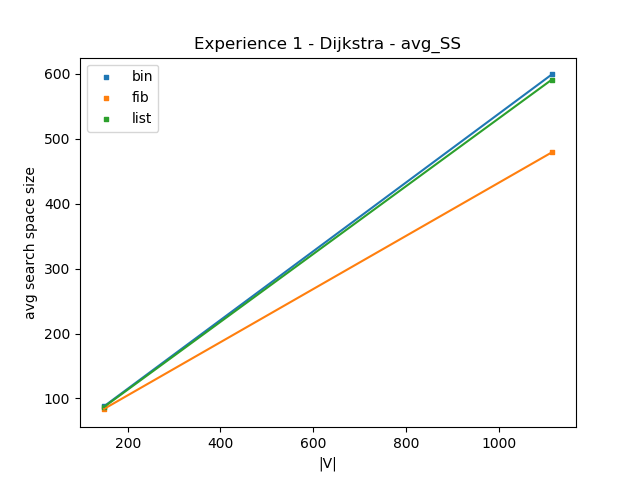 Experience 1 - Dijkstra - avg_SS
bin
fib
list
600
500
400
300
200
100
avg search space size
200 400 600 800 1000
|V|